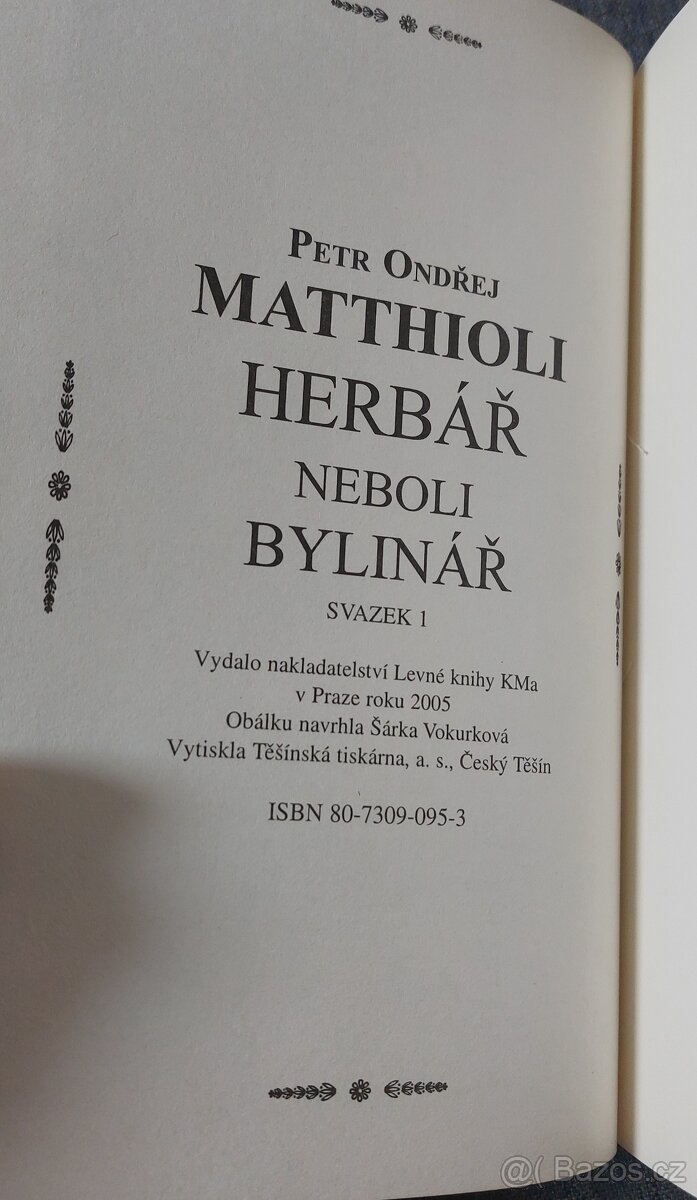 PETR ONDŘEJ
MATTHIOLI
HERBÁŘ
NEBOLI
BYLINÁŘ
SVAZEK 1
Vydalo nakladatelství Levné knihy KMa
v Praze roku 2005
Obálku navrhla Šárka Vokurková
Vytiskla Těšínská tiskárna, a. s., Český Těšín
ISBN 80-7309-095-3
@( Bazos.cz